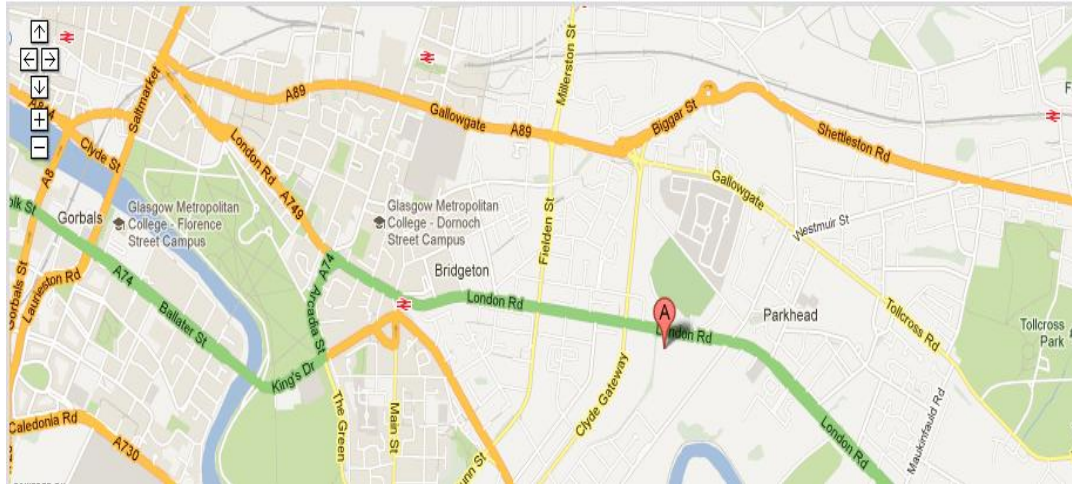 A89
Gallowgate
A89
Millerston St
Biggar St
Shettleston Rd
Saltmarket
London Rd
A749
Clyde St
A8
Gorbals
Glasgow Metropolitan
College - Florence
Street Campus
Glasgow Metropolitan
College - Dornoch
Street Campus
Gallowgate
Westmuir St
Fielden St
Bridgeton
A74
Arcadia St
London Rd
A
London Rd
Parkhead
Tollcross Rd
Tollcross
Park
A74
Ballater St
Gorbals St
Laurieston Rd
King's Dr
Clyde Gateway
The Green
Main St
London Rd
Maukinfauld Rd
Caledonia Rd
A730